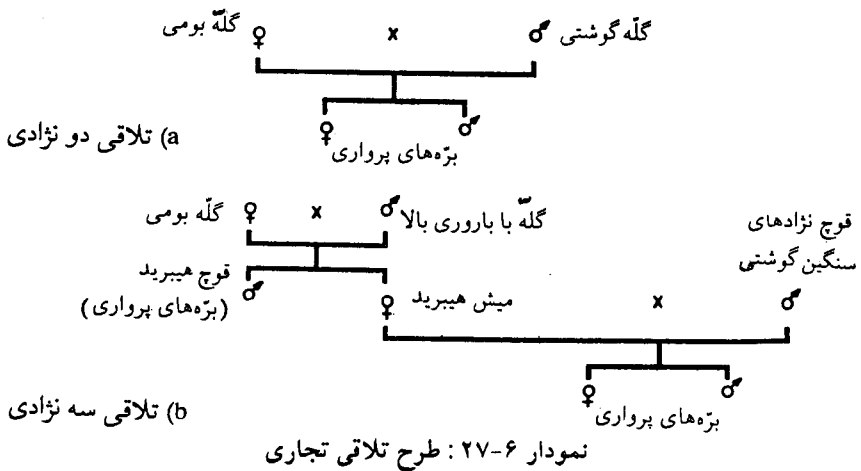 گلّه بومی ♀ x ♂ گلّه گوشتی
♀ ♂
برّه‌های پرواری
a) تلاقی دو نژادی
گلّه بومی ♀ x ♂ گلّه با باروری بالا
قوچ نژادهای
سنگین گوشتی
قوچ هیبرید
♂ (برّه‌های پرواری)
♀ میش هیبرید x ♂
♀ ♂
برّه‌های پرواری
b) تلاقی سه نژادی
نمودار ۶-۲۷ : طرح تلاقی تجاری